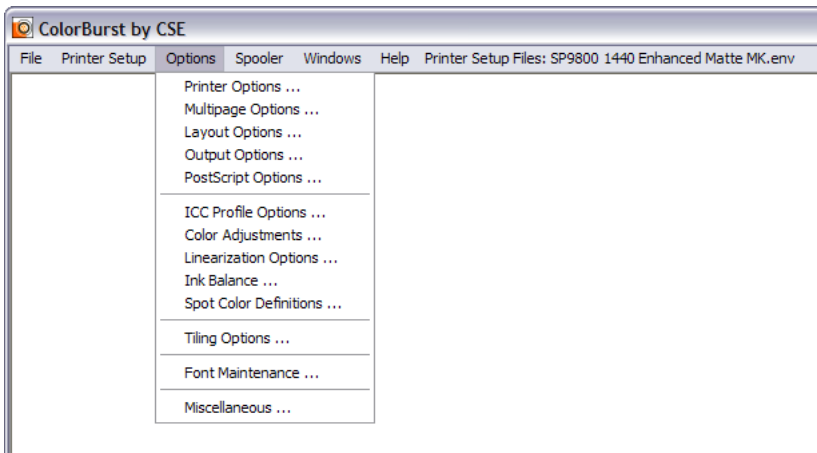 ColorBurst by CSE
File Printer Setup Options Spooler Windows Help Printer Setup Files: SP9800 1440 Enhanced Matte MK.env
Printer Options ...
Multipage Options ...
Layout Options ...
Output Options ...
PostScript Options ...
ICC Profile Options ...
Color Adjustments ...
Linearization Options ...
Ink Balance ...
Spot Color Definitions ...
Tiling Options ...
Font Maintenance ...
Miscellaneous ...